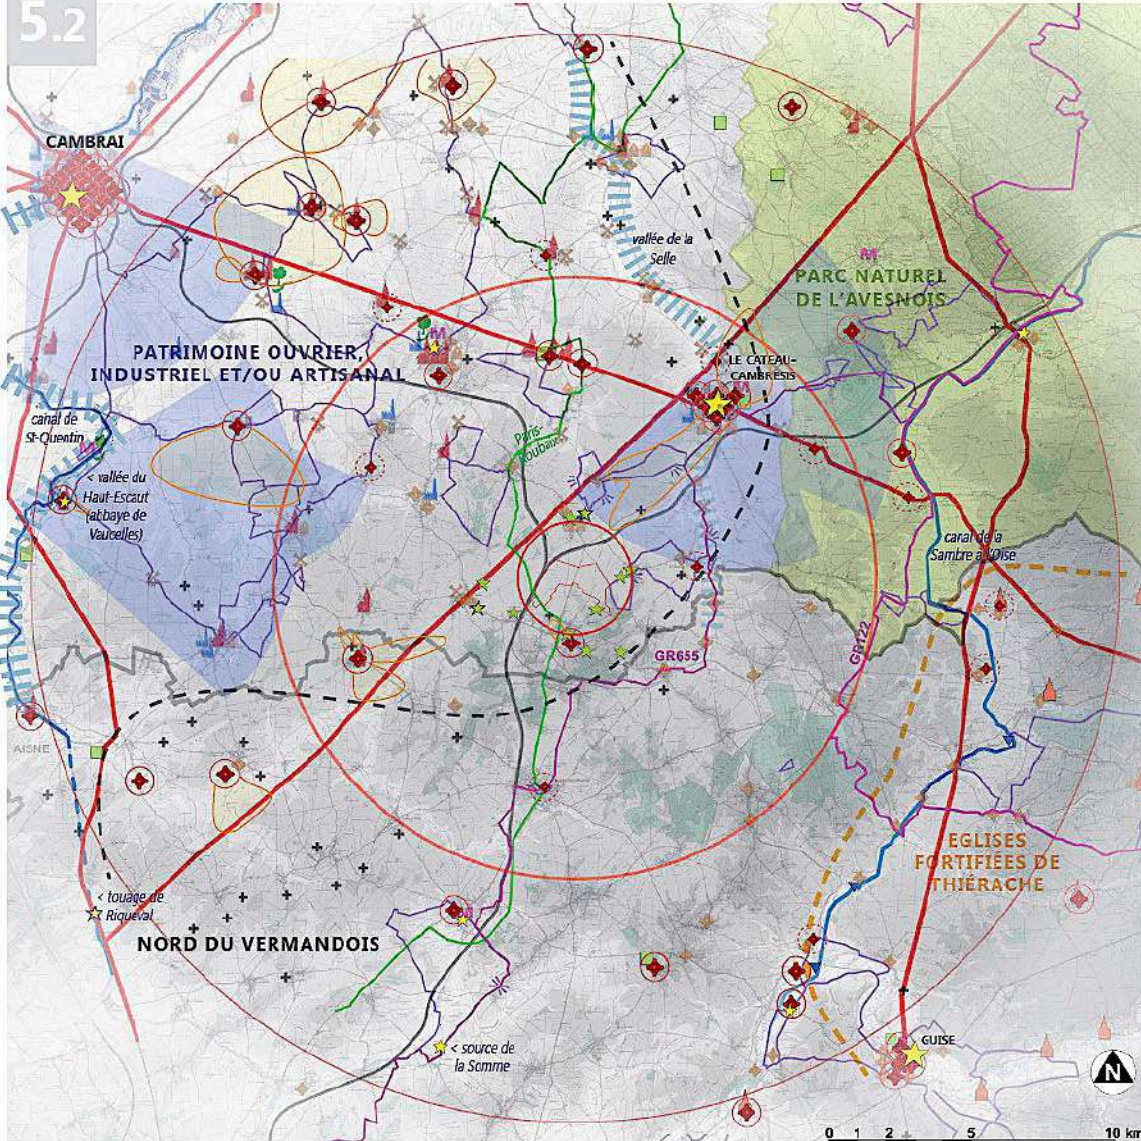 5.2
CAMBRAI
vallée de la
Selle
M
PARC NATUREL
DE L'AVESNOIS
PATRIMOINE OUVRIER,
INDUSTRIEL ET/OU ARTISANAL
M
LE CATEAU-
CAMBRESIS
canal de
St-Quentin
M
Paris-
Roubaix
< vallée du
Haut-Escaut
(abbaye de
Vaucelles)
canal de la
Sambre à l'Oise
GR122
GR655
AISNE
EGLISES
FORTIFIÉES DE
THIÉRACHE
< touage de
Riqueval
M
NORD DU VERMANDOIS
< source de
la Somme
GUISE
N
0 1 2 5 10 km